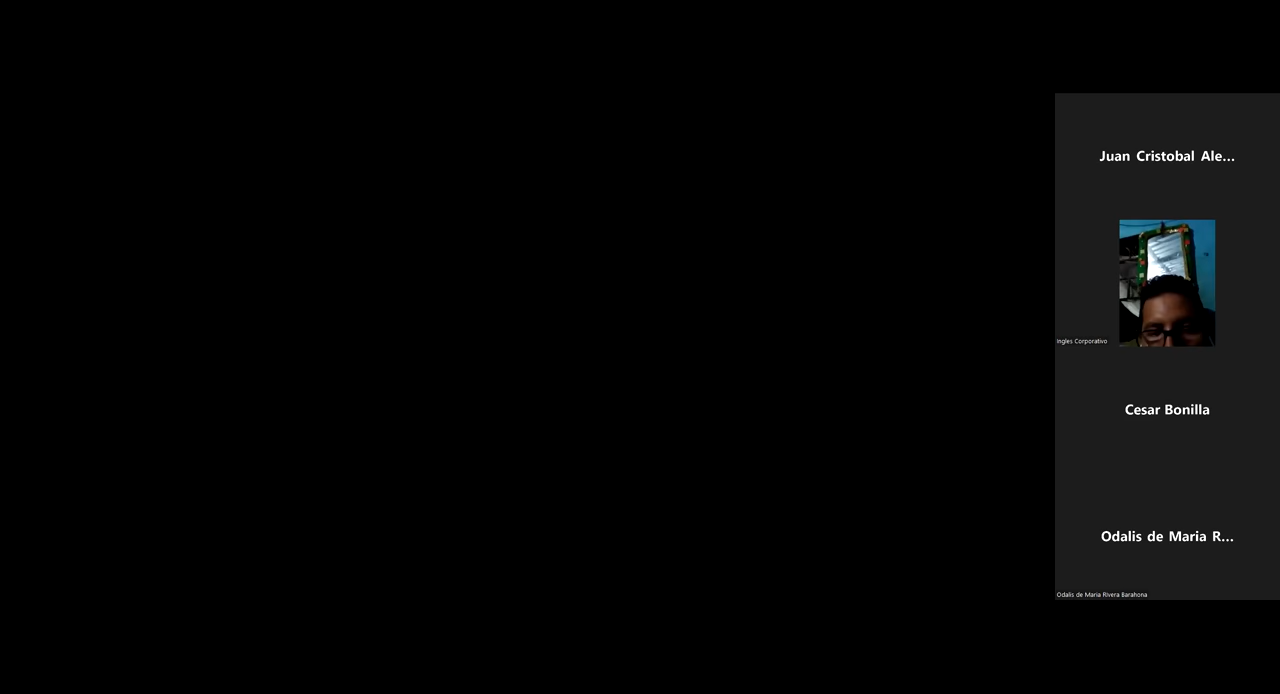 Juan Cristobal Ale...
ingles Corporativo
Cesar Bonilla
Odalis de Maria R...
Odalis de Maria Rivera Barahona